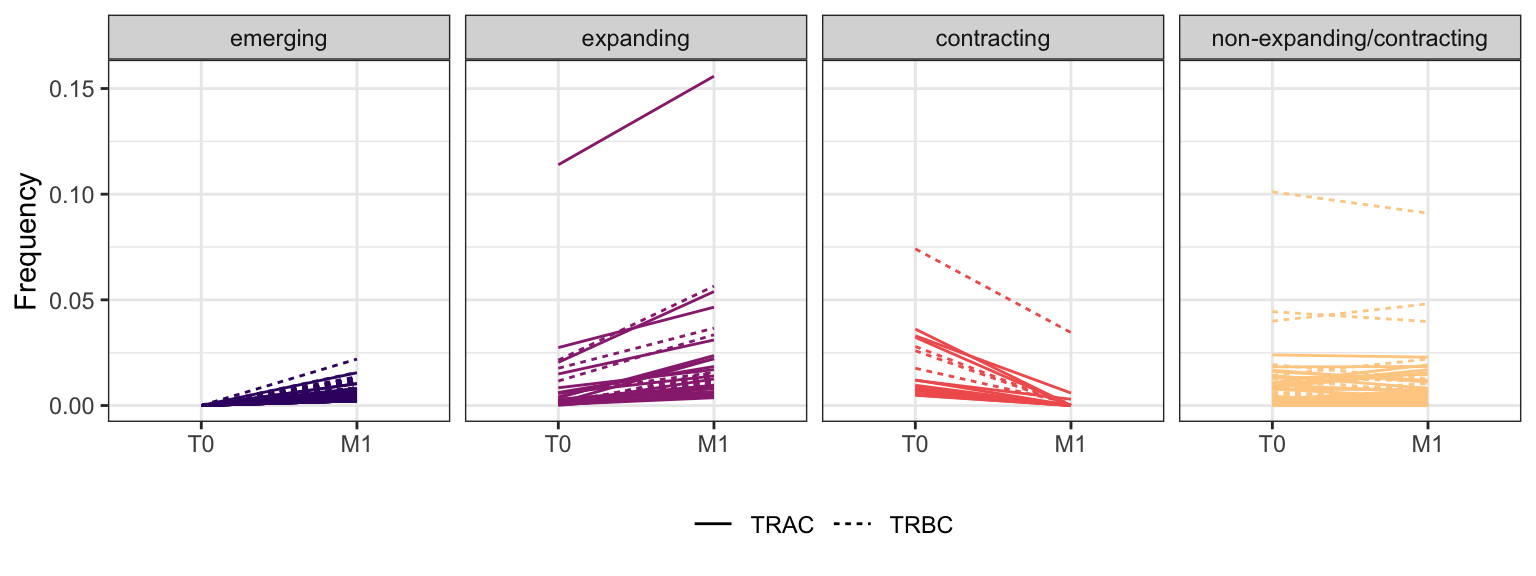 emerging expanding contracting non-expanding/contracting
Frequency
0.15
0.10
0.05
0.00
T0 M1 T0 M1 T0 M1 T0 M1
TRAC TRBC